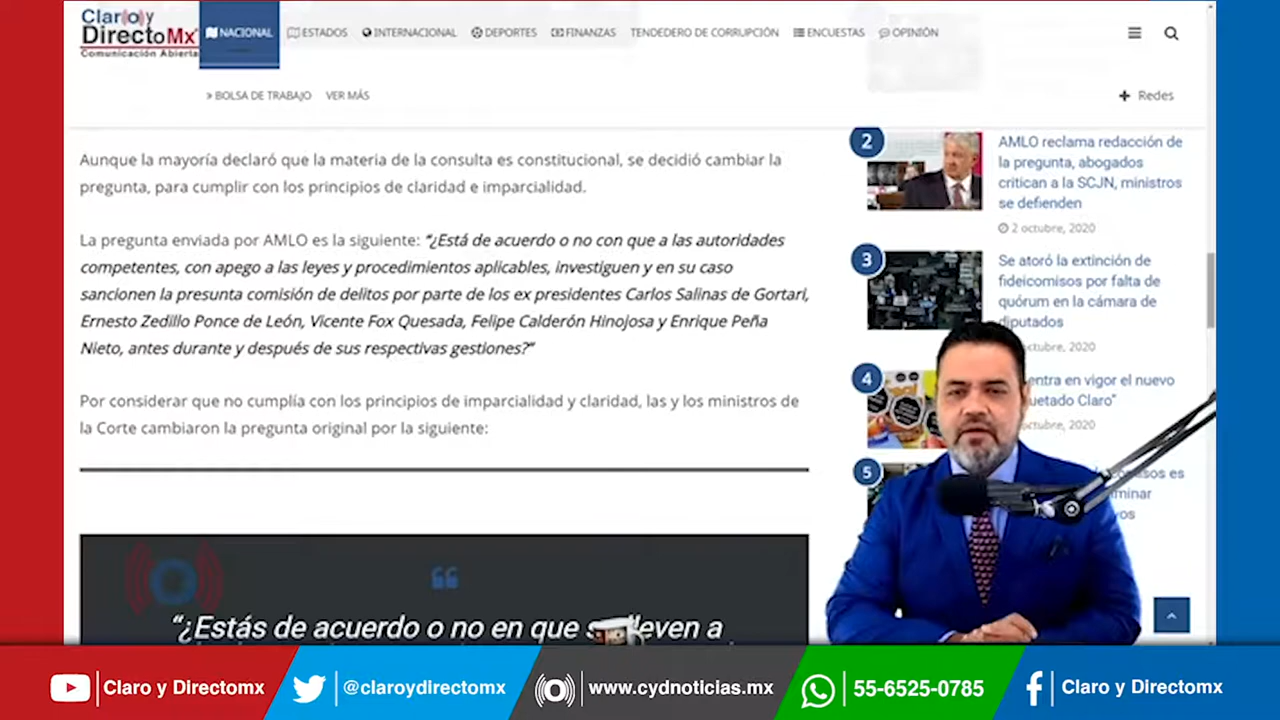 Claro y
DirectoMx
Comunicación Abierta
NACIONAL
ESTADOS
INTERNACIONAL
DEPORTES
FINANZAS
TENDEDERO DE CORRUPCIÓN
ENCUESTAS
OPINIÓN
» BOLSA DE TRABAJO
VER MÁS
+ Redes
Aunque la mayoría declaró que la materia de la consulta es constitucional, se decidió cambiar la
pregunta, para cumplir con los principios de claridad e imparcialidad.
La pregunta enviada por AMLO es la siguiente: “¿Está de acuerdo o no con que a las autoridades
competentes, con apego a las leyes y procedimientos aplicables, investiguen y en su caso
sancionen la presunta comisión de delitos por parte de los ex presidentes Carlos Salinas de Gortari,
Ernesto Zedillo Ponce de León, Vicente Fox Quesada, Felipe Calderón Hinojosa y Enrique Peña
Nieto, antes durante y después de sus respectivas gestiones?”
Por considerar que no cumplía con los principios de imparcialidad y claridad, las y los ministros de
la Corte cambiaron la pregunta original por la siguiente:
“¿Estás de acuerdo o no en que se lleven a
2
AMLO reclama redacción de
la pregunta, abogados
critican a la SCJN, ministros
se defienden
2 octubre, 2020
3
Se atoró la extinción de
fideicomisos por falta de
quórum en la cámara de
diputados
octubre, 2020
4
entra en vigor el nuevo
octubre, 2020
5
es
Claro y Directomx
@claroydirectomx
www.cydnoticias.mx
55-6525-0785
Claro y Directomx